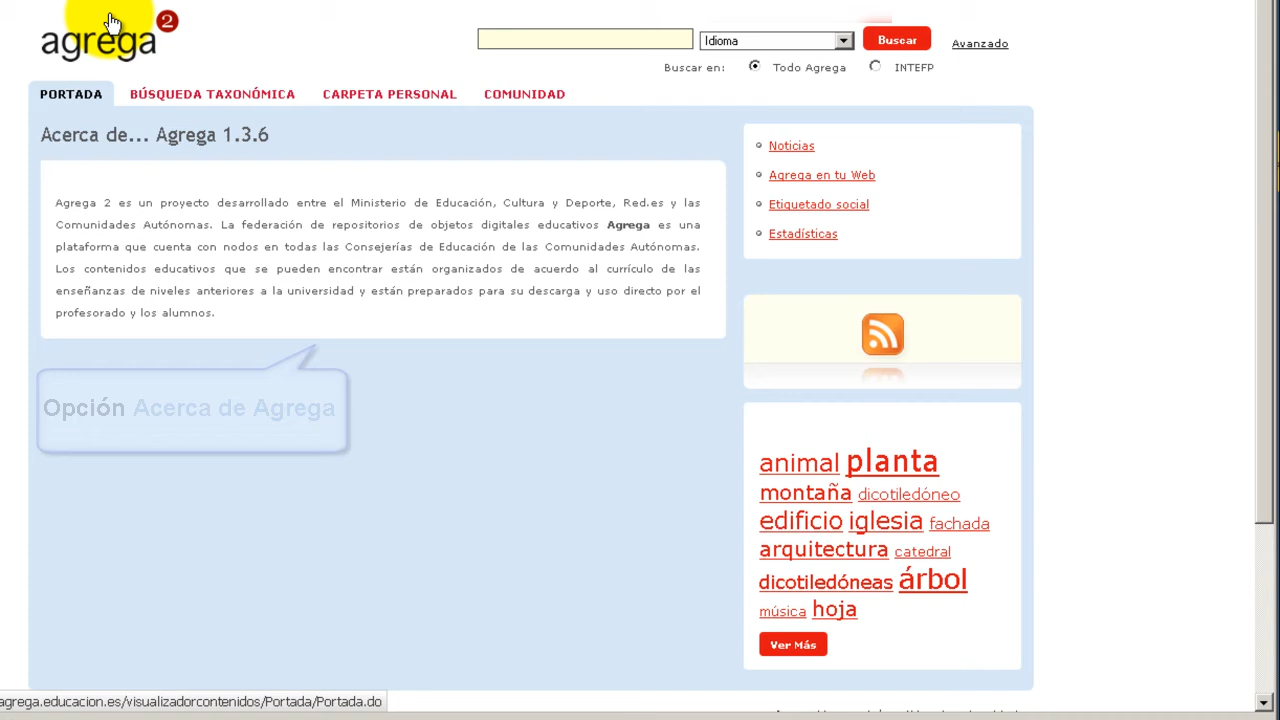 agrega 2
Idioma
Buscar
Avanzado
Buscar en:
Todo Agrega
INTEFP
PORTADA
BÚSQUEDA TAXONÓMICA
CARPETA PERSONAL
COMUNIDAD
Acerca de... Agrega 1.3.6
Agrega 2 es un proyecto desarrollado entre el Ministerio de Educación, Cultura y Deporte, Red.es y las
Comunidades Autónomas. La federación de repositorios de objetos digitales educativos Agrega es una
plataforma que cuenta con nodos en todas las Consejerías de Educación de las Comunidades Autónomas.
Los contenidos educativos que se pueden encontrar están organizados de acuerdo al currículo de las
enseñanzas de niveles anteriores a la universidad y están preparados para su descarga y uso directo por el
profesorado y los alumnos.
Opción Acerca de Agrega
Noticias
Agrega en tu Web
Etiquetado social
Estadísticas
animal planta
montaña dicotiledóneo
edificio iglesia fachada
arquitectura catedral
dicotiledóneas árbol
música hoja
Ver Más
agrega.educacion.es/visualizadorcontenidos/Portada/Portada.do